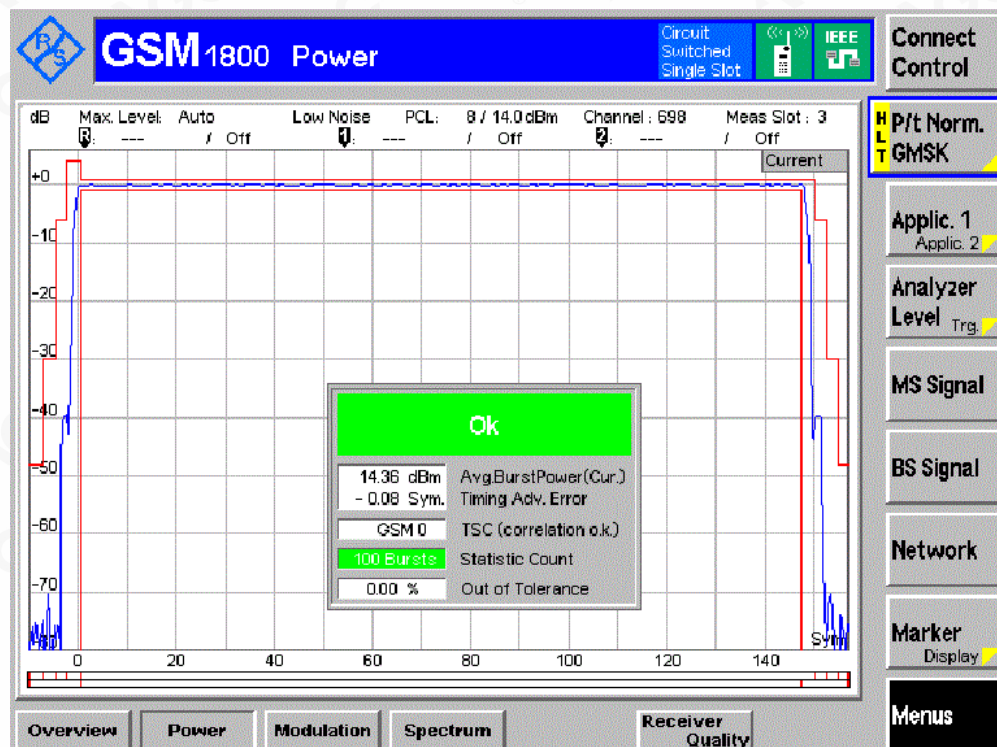 R&S
GSM 1800 Power
Circuit Switched Single Slot
IEEE
Connect Control
dB Max. Level: Auto Low Noise PCL: 8 / 14.0 dBm Channel : 698 Meas Slot : 3
R: --- / Off 1: --- / Off 2: --- / Off
HLT
P/t Norm. GMSK
Current
+0
-10
-20
-30
-40
-50
-60
-70
-80
Ok
14.36 dBm Avg.BurstPower(Cur.)
- 0.08 Sym. Timing Adv. Error
GSM 0 TSC (correlation o.k.)
100 Bursts Statistic Count
0.00 % Out of Tolerance
Sym
0 20 40 60 80 100 120 140
Applic. 1
Applic. 2
Analyzer
Level Trg.
MS Signal
BS Signal
Network
Marker
Display
Menus
Overview Power Modulation Spectrum Receiver Quality